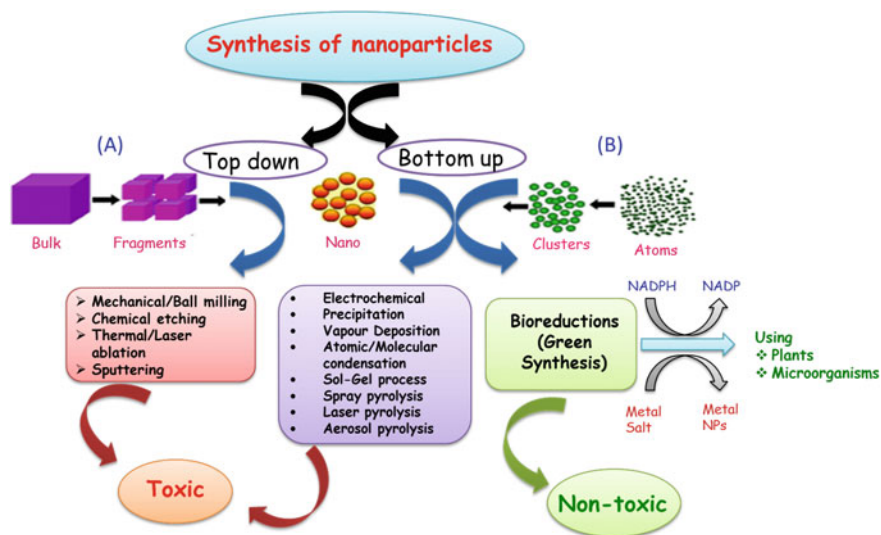 Synthesis of nanoparticles
(A)
Top down
Bottom up
(B)
Bulk
Fragments
Nano
Clusters
Atoms
➢ Mechanical/Ball milling
➢ Chemical etching
➢ Thermal/Laser
ablation
➢ Sputtering
• Electrochemical
• Precipitation
• Vapour Deposition
• Atomic/Molecular
condensation
• Sol-Gel process
• Spray pyrolysis
• Laser pyrolysis
• Aerosol pyrolysis
Bioreductions
(Green
Synthesis)
NADPH
NADP
Metal
Salt
Metal
NPs
Using
❖ Plants
❖ Microorganisms
Toxic
Non-toxic